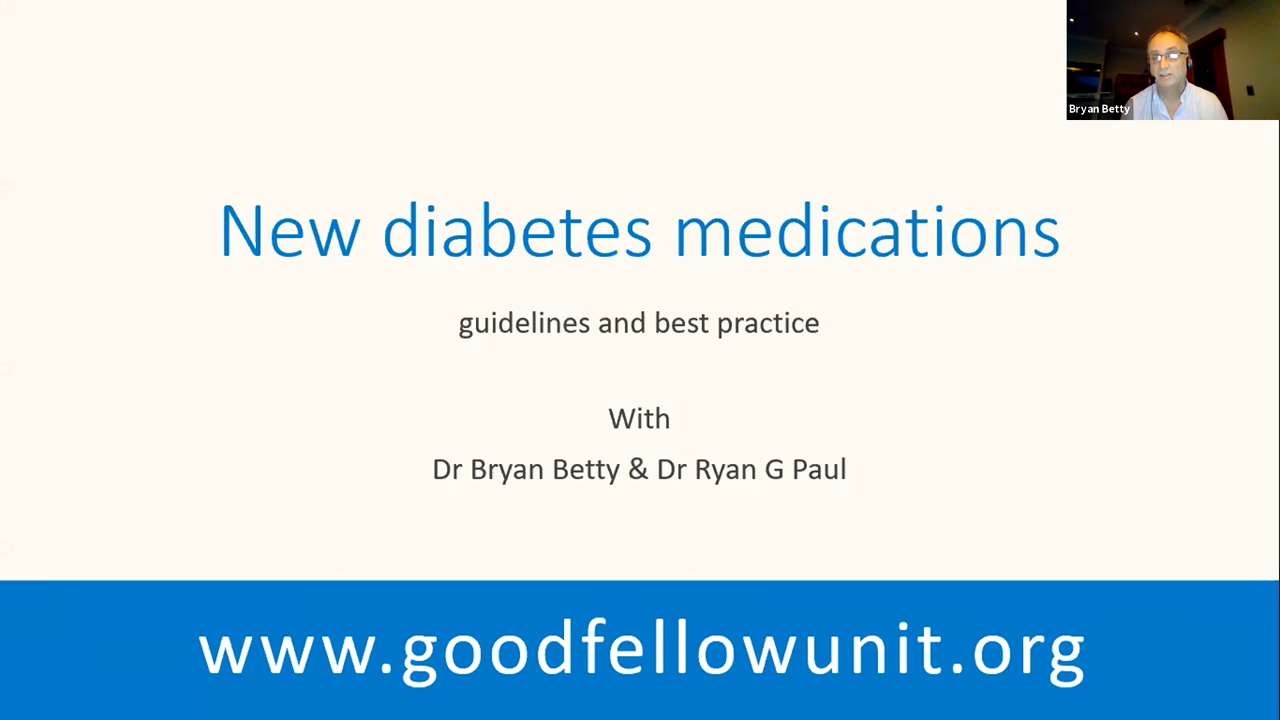 Bryan Betty
New diabetes medications
guidelines and best practice
With
Dr Bryan Betty & Dr Ryan G Paul
www.goodfellowunit.org